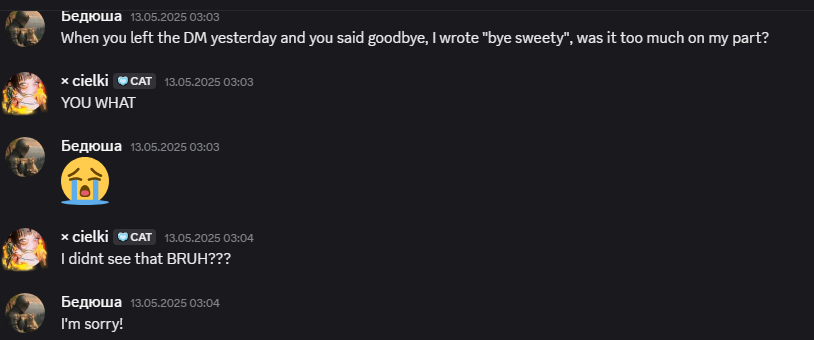 Бедюша 13.05.2025 03:03
When you left the DM yesterday and you said goodbye, I wrote "bye sweety", was it too much on my part?
× cielki CAT 13.05.2025 03:03
YOU WHAT
Бедюша 13.05.2025 03:03
× cielki CAT 13.05.2025 03:04
I didnt see that BRUH???
Бедюша 13.05.2025 03:04
I'm sorry!